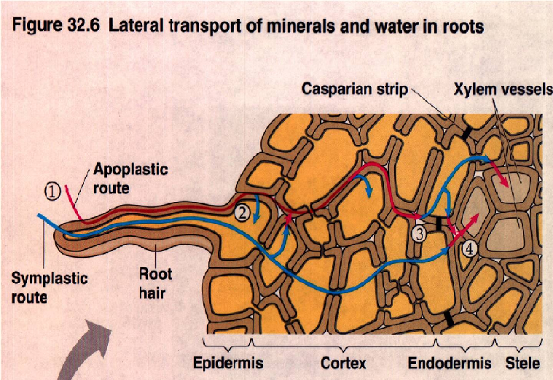 Figure 32.6 Lateral transport of minerals and water in roots
Casparian strip
Xylem vessels
1
Apoplastic
route
2
3
4
Symplastic
route
Root
hair
Epidermis
Cortex
Endodermis
Stele